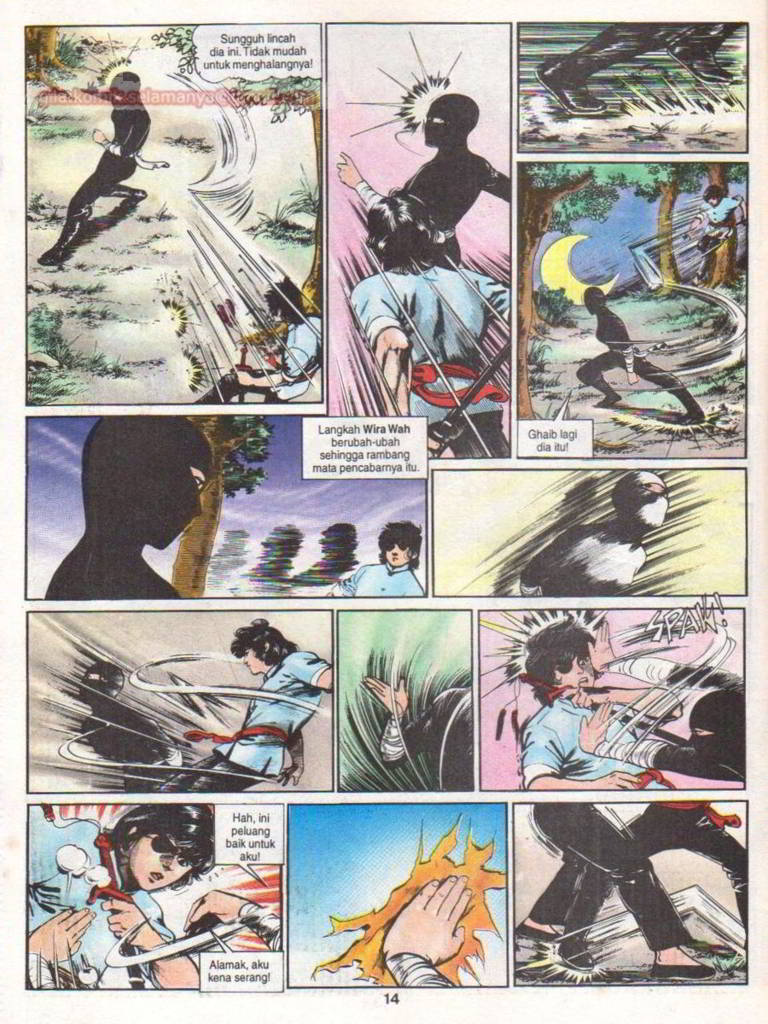 Sungguh lincah
dia ini. Tidak mudah
untuk menghalangnya!
gila.komik-selamanya
Ghaib lagi
dia itu!
Langkah Wira Wah
berubah-ubah
sehingga rambang
mata pencabarnya itu.
SPAK!
Hah, ini
peluang
baik untuk
aku!
Alamak, aku
kena serang!
14